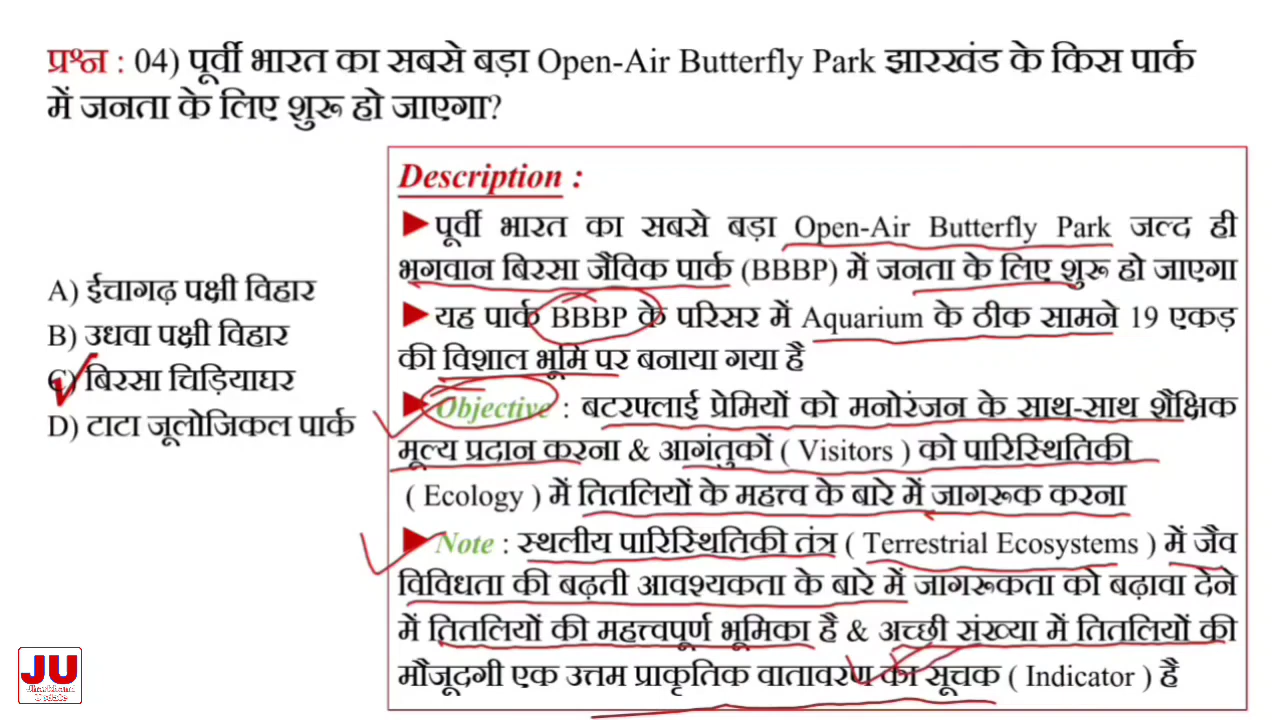 प्रश्न : 04) पूर्वी भारत का सबसे बड़ा Open-Air Butterfly Park झारखंड के किस पार्क
में जनता के लिए शुरू हो जाएगा?
A) ईचागढ़ पक्षी विहार
B) उधवा पक्षी विहार
C) बिरसा चिड़ियाघर
D) टाटा जूलोजिकल पार्क
Description :
►पूर्वी भारत का सबसे बड़ा Open-Air Butterfly Park जल्द ही
भगवान बिरसा जैविक पार्क (BBBP) में जनता के लिए शुरू हो जाएगा
► यह पार्क BBBP के परिसर में Aquarium के ठीक सामने 19 एकड़
की विशाल भूमि पर बनाया गया है
► Objective : बटरफ्लाई प्रेमियों को मनोरंजन के साथ-साथ शैक्षिक
मूल्य प्रदान करना & आगंतुकों ( Visitors ) को पारिस्थितिकी
( Ecology ) में तितलियों के महत्त्व के बारे में जागरूक करना
► Note : स्थलीय पारिस्थितिकी तंत्र ( Terrestrial Ecosystems ) में जैव
विविधता की बढ़ती आवश्यकता के बारे में जागरूकता को बढ़ावा देने
में तितलियों की महत्त्वपूर्ण भूमिका है & अच्छी संख्या में तितलियों की
मौजूदगी एक उत्तम प्राकृतिक वातावरण का सूचक ( Indicator ) है
JU
Jharkhand
Update